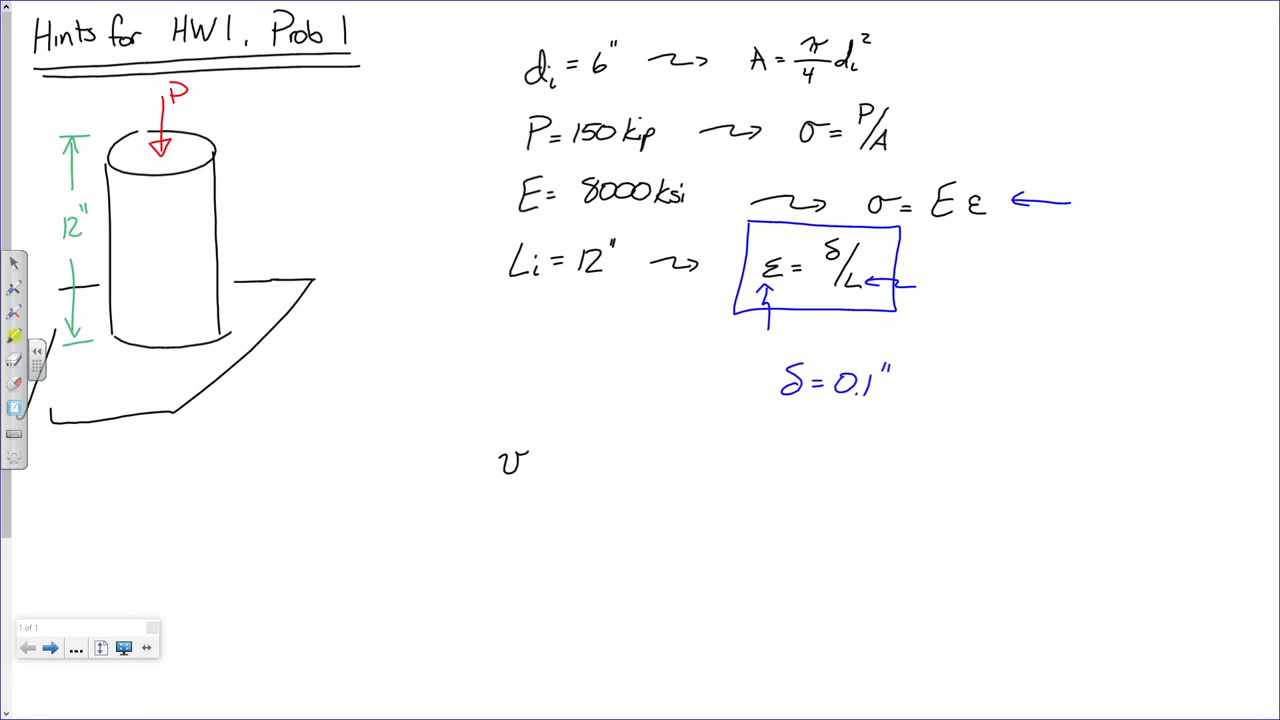 Hints for HW1, Prob 1
P
12"
di = 6" ⇝ A = π/4 di²
P = 150 kip ⇝ σ = P/A
E = 8000 ksi ⇝ σ = E ε ←
Li = 12" ⇝ ε = δ/L ←
δ = 0.1"
ν
1 of 1
...